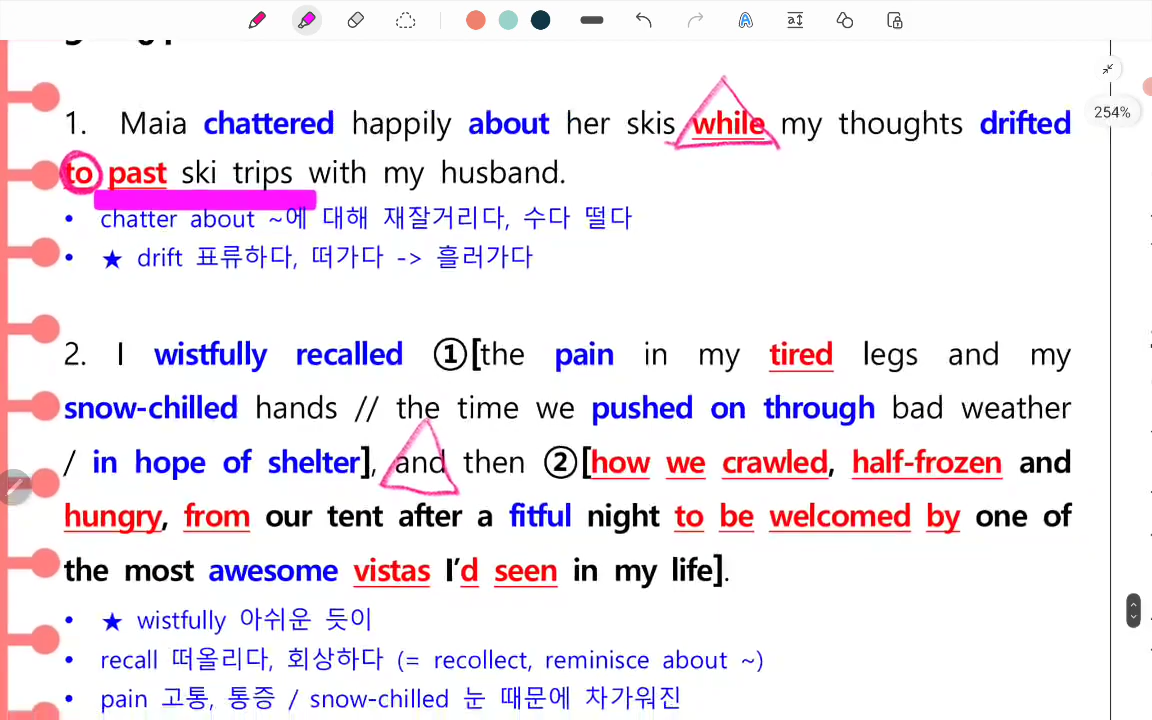 254%
1. Maia chattered happily about her skis while my thoughts drifted
to past ski trips with my husband.
• chatter about ~에 대해 재잘거리다, 수다 떨다
• ★ drift 표류하다, 떠가다 -> 흘러가다
2. I wistfully recalled ①[the pain in my tired legs and my
snow-chilled hands // the time we pushed on through bad weather
/ in hope of shelter], and then ②[how we crawled, half-frozen and
hungry, from our tent after a fitful night to be welcomed by one of
the most awesome vistas I'd seen in my life].
• ★ wistfully 아쉬운 듯이
• recall 떠올리다, 회상하다 (= recollect, reminisce about ~)
• pain 고통, 통증 / snow-chilled 눈 때문에 차가워진